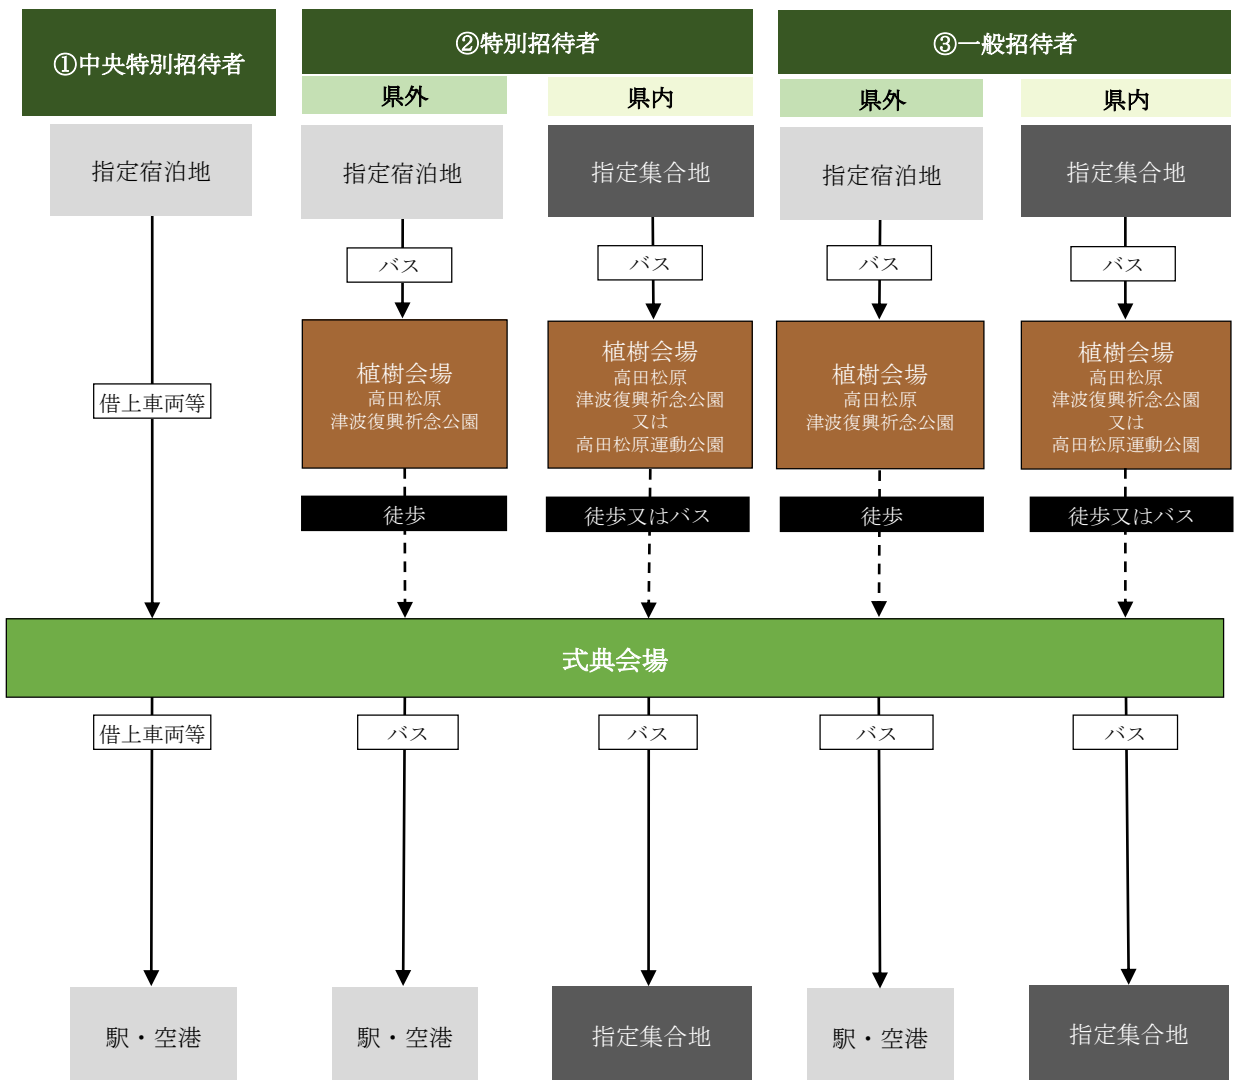 ①中央特別招待者
②特別招待者
③一般招待者
県外
県内
県外
県内
指定宿泊地
指定宿泊地
指定集合地
指定宿泊地
指定集合地
バス
バス
バス
バス
借上車両等
植樹会場
高田松原
津波復興祈念公園
植樹会場
高田松原
津波復興祈念公園
又は
高田松原運動公園
植樹会場
高田松原
津波復興祈念公園
植樹会場
高田松原
津波復興祈念公園
又は
高田松原運動公園
徒歩
徒歩又はバス
徒歩
徒歩又はバス
式典会場
借上車両等
バス
バス
バス
バス
駅・空港
駅・空港
指定集合地
駅・空港
指定集合地